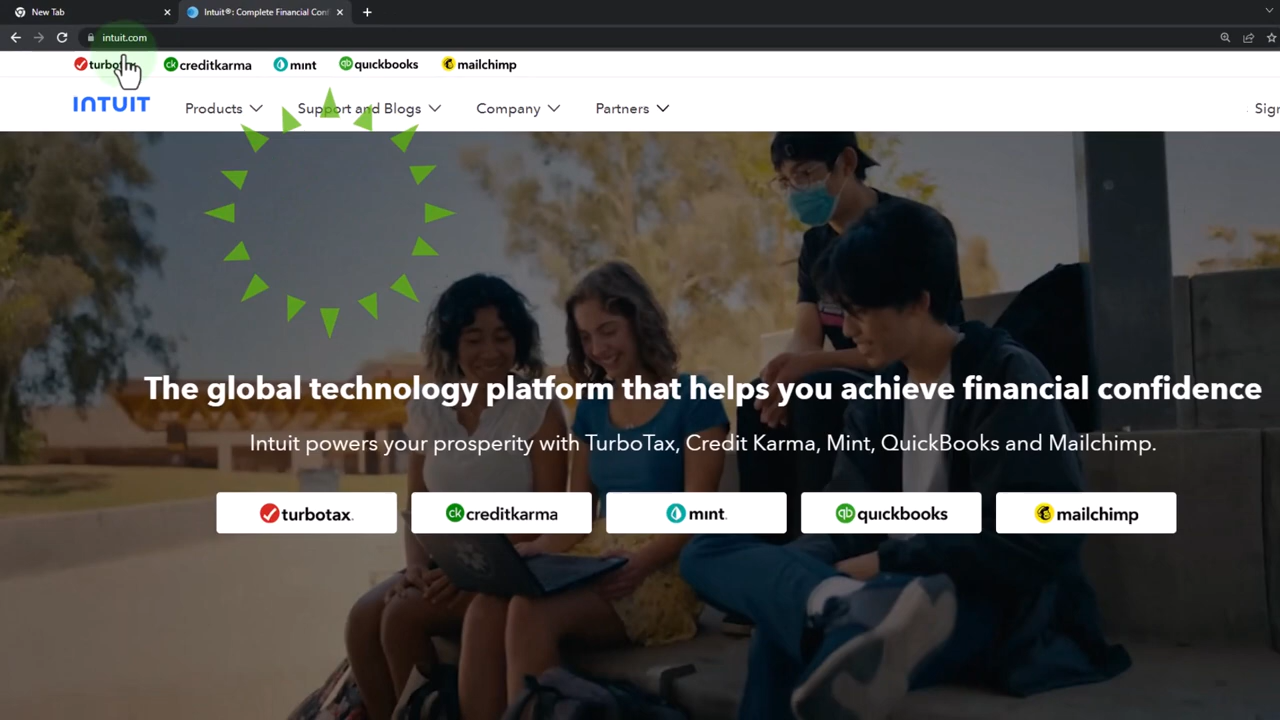 New Tab
Intuit®: Complete Financial Conf
intuit.com
turbotax creditkarma mint quickbooks mailchimp
INTUIT Products Support and Blogs Company Partners
The global technology platform that helps you achieve financial confidence
Intuit powers your prosperity with TurboTax, Credit Karma, Mint, QuickBooks and Mailchimp.
turbotax. creditkarma mint. quickbooks mailchimp